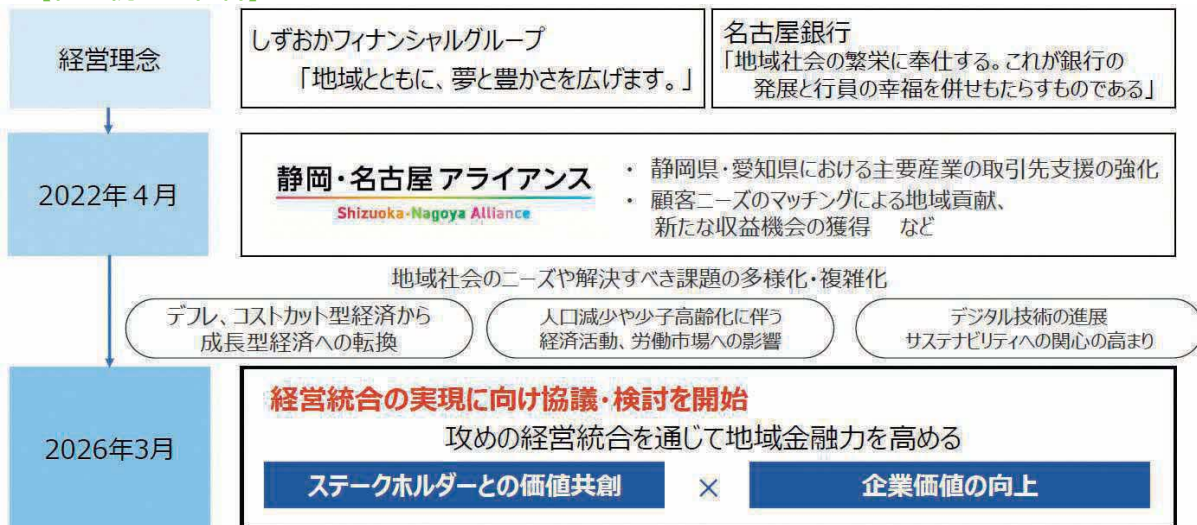 経営理念
しずおかフィナンシャルグループ
「地域とともに、夢と豊かさを広げます。」
名古屋銀行
「地域社会の繁栄に奉仕する。これが銀行の
発展と行員の幸福を併せもたらすものである」
2022年4月
静岡・名古屋 アライアンス
Shizuoka-Nagoya Alliance
・ 静岡県・愛知県における主要産業の取引先支援の強化
・ 顧客ニーズのマッチングによる地域貢献、
新たな収益機会の獲得 など
地域社会のニーズや解決すべき課題の多様化・複雑化
デフレ、コストカット型経済から
成長型経済への転換
人口減少や少子高齢化に伴う
経済活動、労働市場への影響
デジタル技術の進展
サステナビリティへの関心の高まり
2026年3月
経営統合の実現に向け協議・検討を開始
攻めの経営統合を通じて地域金融力を高める
ステークホルダーとの価値共創 × 企業価値の向上